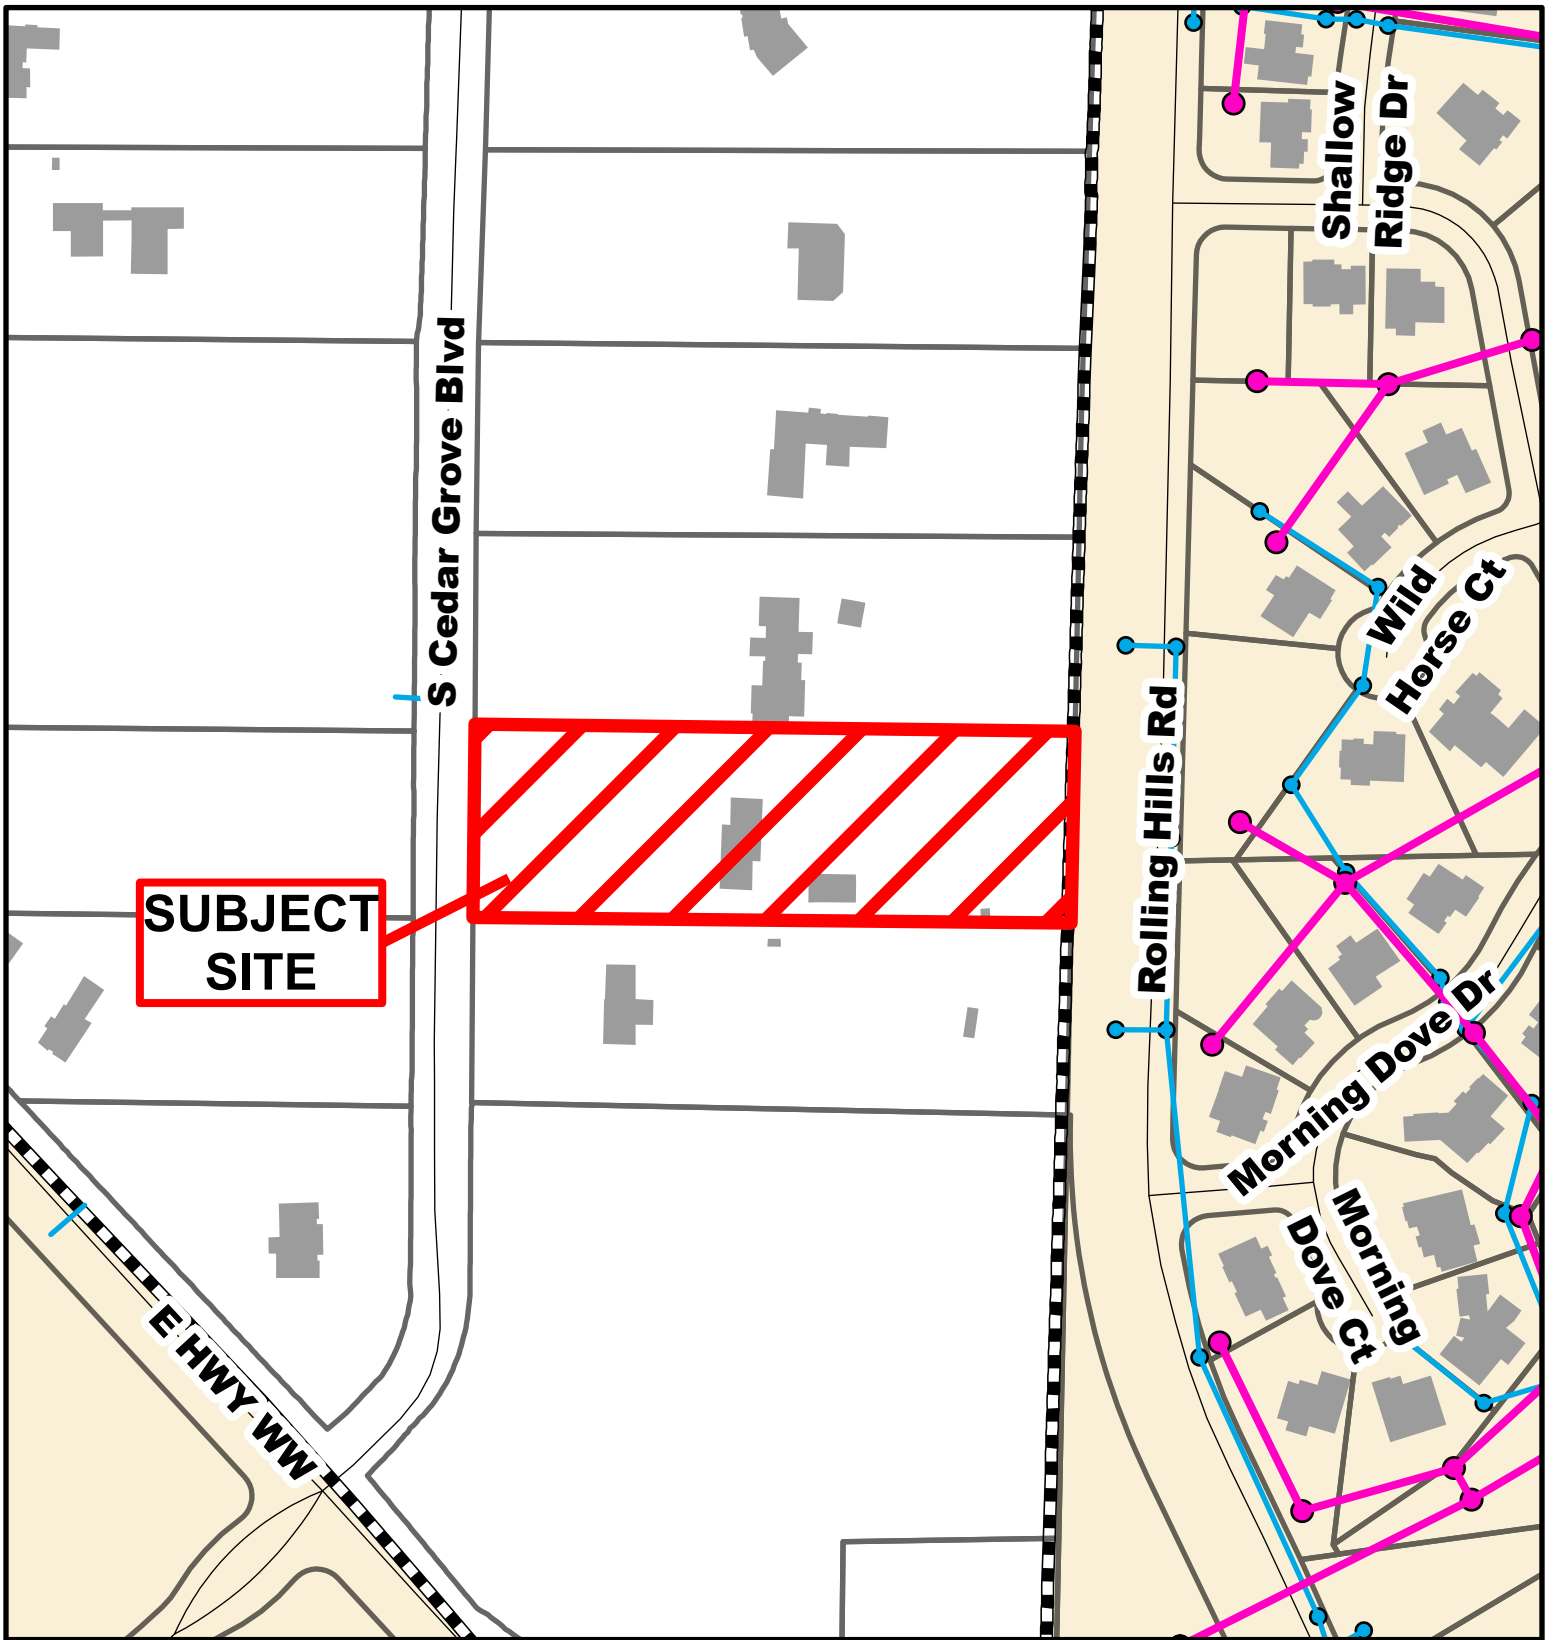 Shallow
Ridge Dr
S Cedar Grove Blvd
Wild
Horse Ct
Rolling Hills Rd
SUBJECT
SITE
Morning Dove Dr
Morning
Dove Ct
E HWY WW